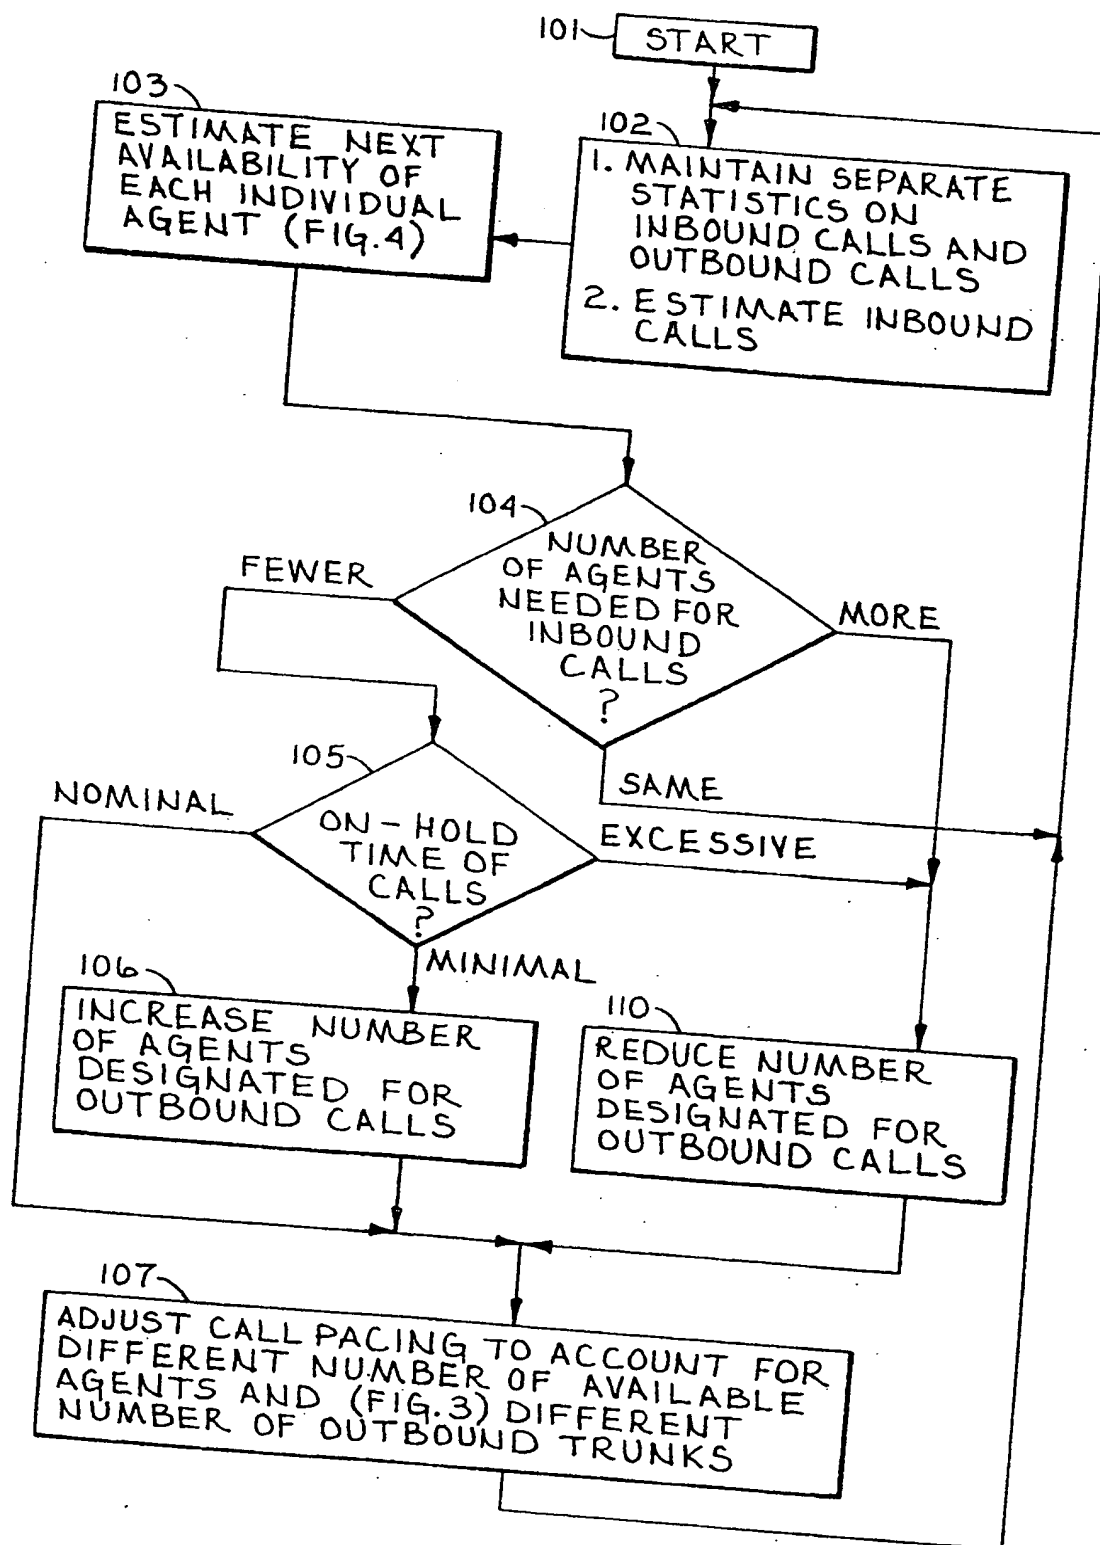 101
START
103
ESTIMATE NEXT
AVAILABILITY OF
EACH INDIVIDUAL
AGENT (FIG.4)
102
1. MAINTAIN SEPARATE
STATISTICS ON
INBOUND CALLS AND
OUTBOUND CALLS
2. ESTIMATE INBOUND
CALLS
104
NUMBER
OF AGENTS
NEEDED FOR
INBOUND
CALLS
?
FEWER
MORE
SAME
105
ON-HOLD
TIME OF
CALLS
?
NOMINAL
EXCESSIVE
MINIMAL
106
INCREASE NUMBER
OF AGENTS
DESIGNATED FOR
OUTBOUND CALLS
110
REDUCE NUMBER
OF AGENTS
DESIGNATED FOR
OUTBOUND CALLS
107
ADJUST CALL PACING TO ACCOUNT FOR
DIFFERENT NUMBER OF AVAILABLE
AGENTS AND (FIG.3) DIFFERENT
NUMBER OF OUTBOUND TRUNKS